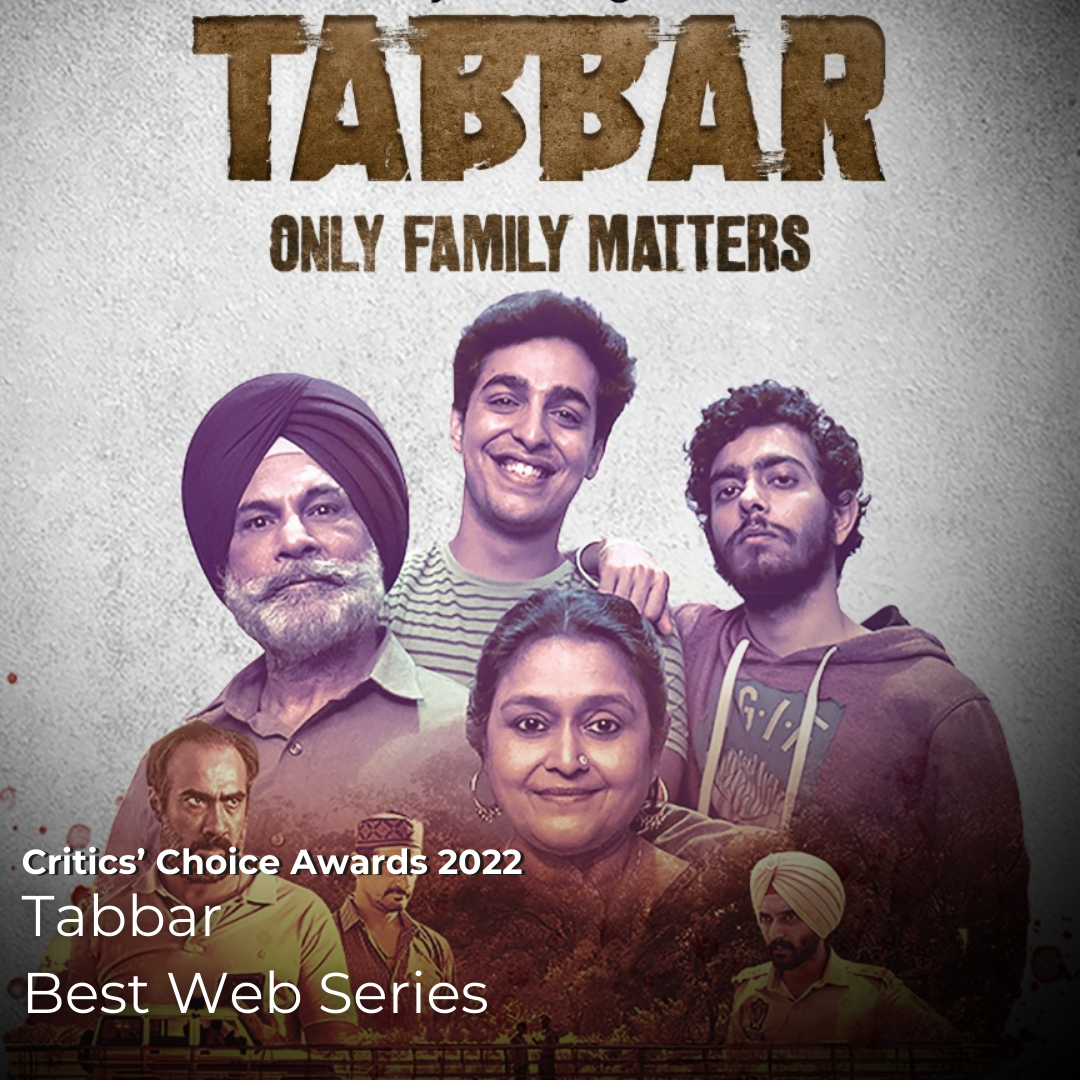 TABBAR
ONLY FAMILY MATTERS
G.I.T
Critics’ Choice Awards 2022
Tabbar
Best Web Series